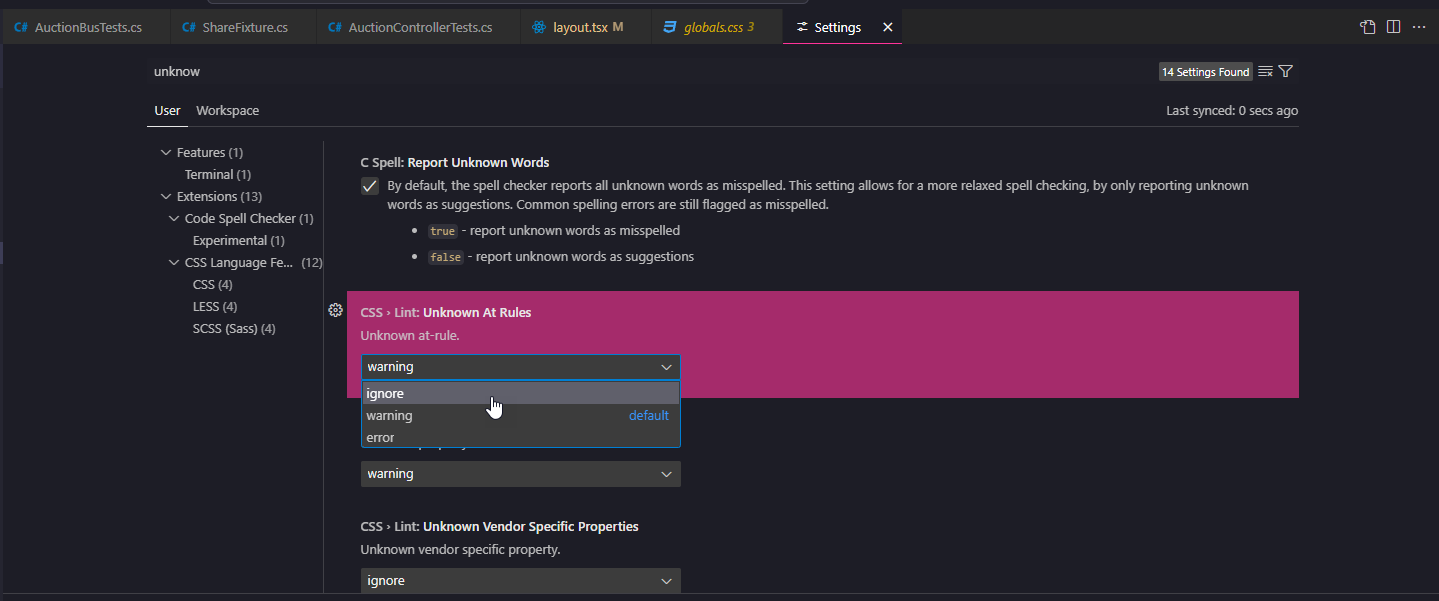 C# AuctionBusTests.cs C# ShareFixture.cs C# AuctionControllerTests.cs layout.tsx M globals.css 3 Settings
unknow
14 Settings Found
User Workspace
Last synced: 0 secs ago
Features (1)
Terminal (1)
Extensions (13)
Code Spell Checker (1)
Experimental (1)
CSS Language Fe... (12)
CSS (4)
LESS (4)
SCSS (Sass) (4)
C Spell: Report Unknown Words
By default, the spell checker reports all unknown words as misspelled. This setting allows for a more relaxed spell checking, by only reporting unknown
words as suggestions. Common spelling errors are still flagged as misspelled.
• true - report unknown words as misspelled
• false - report unknown words as suggestions
CSS › Lint: Unknown At Rules
Unknown at-rule.
warning
ignore
warning default
error
warning
CSS › Lint: Unknown Vendor Specific Properties
Unknown vendor specific property.
ignore